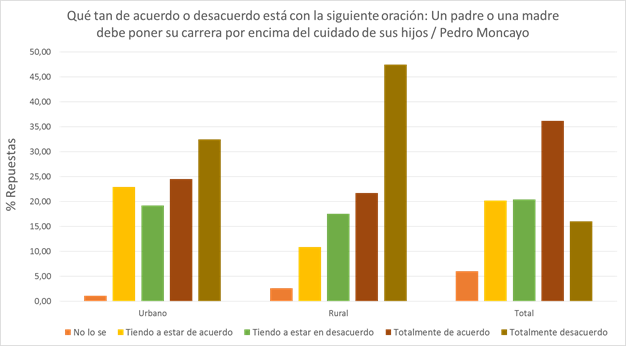 Qué tan de acuerdo o desacuerdo está con la siguiente oración: Un padre o una madre
debe poner su carrera por encima del cuidado de sus hijos / Pedro Moncayo
% Repuestas
50,00
45,00
40,00
35,00
30,00
25,00
20,00
15,00
10,00
5,00
0,00
Urbano Rural Total
No lo se Tiendo a estar de acuerdo Tiendo a estar en desacuerdo Totalmente de acuerdo Totalmente desacuerdo